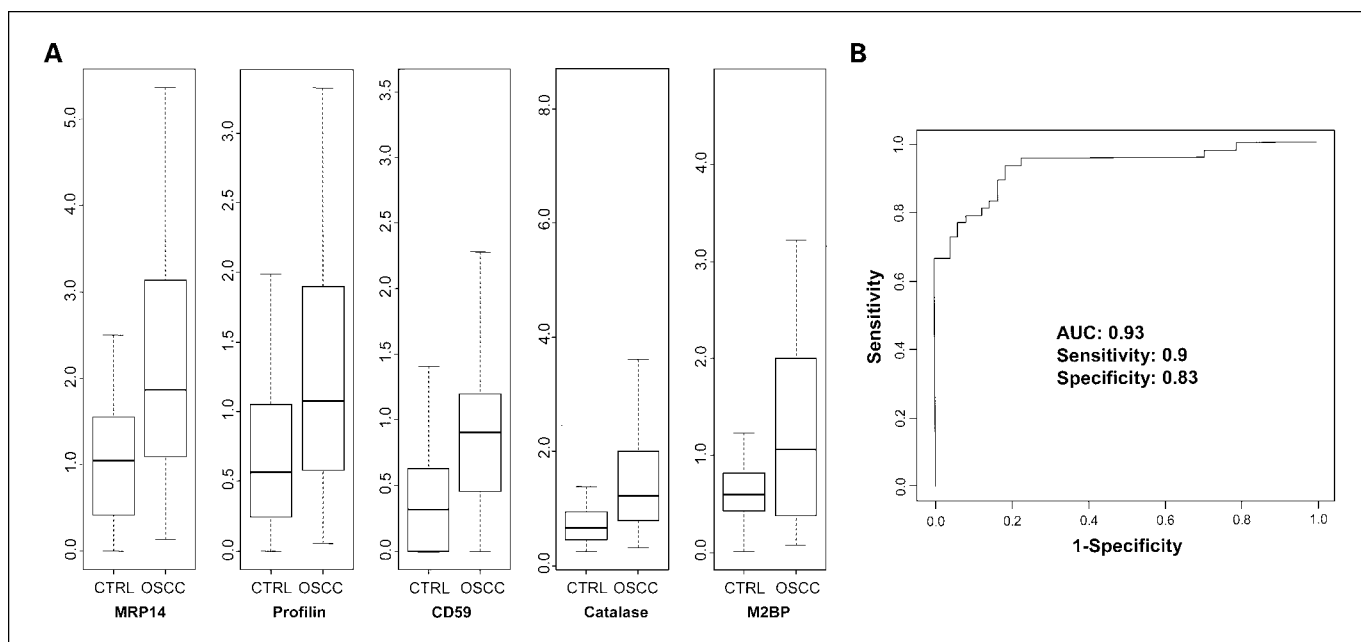 A
0.0 1.0 2.0 3.0 4.0 5.0
CTRL OSCC
MRP14
0.0 0.5 1.0 1.5 2.0 2.5 3.0
CTRL OSCC
Profilin
0.0 0.5 1.0 1.5 2.0 2.5 3.0 3.5
CTRL OSCC
CD59
0.0 2.0 4.0 6.0 8.0
CTRL OSCC
Catalase
0.0 1.0 2.0 3.0 4.0
CTRL OSCC
M2BP
B
Sensitivity
0.0 0.2 0.4 0.6 0.8 1.0
AUC: 0.93
Sensitivity: 0.9
Specificity: 0.83
0.0 0.2 0.4 0.6 0.8 1.0
1-Specificity